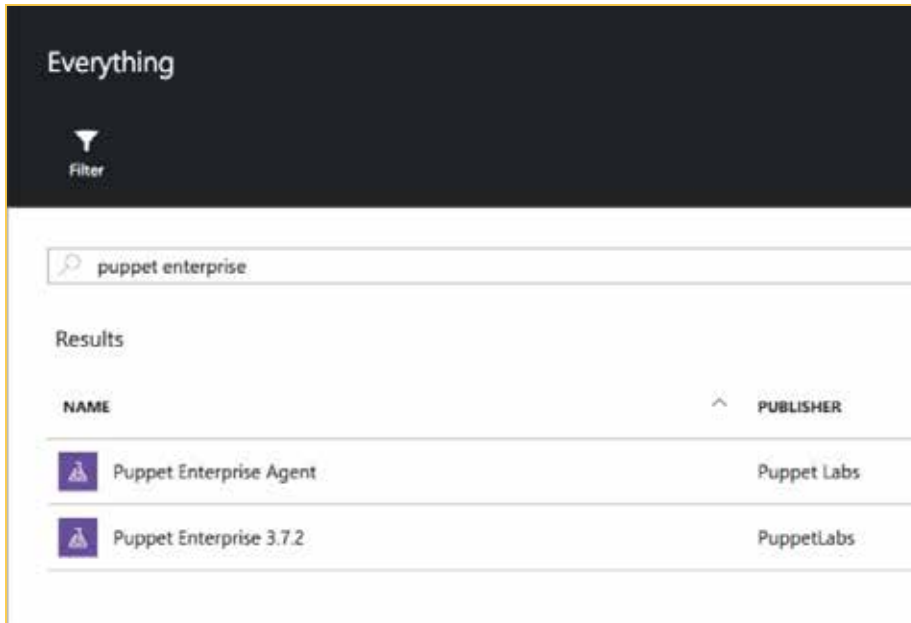 Everything
Filter
puppet enterprise
Results
NAME PUBLISHER
Puppet Enterprise Agent Puppet Labs
Puppet Enterprise 3.7.2 PuppetLabs